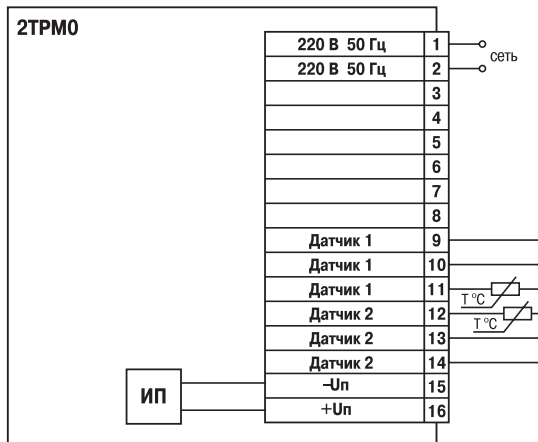 2ТРМ0
220 В 50 Гц 1
220 В 50 Гц 2
сеть
3
4
5
6
7
8
Датчик 1 9
Датчик 1 10
Датчик 1 11
T °C
Датчик 2 12
T °C
Датчик 2 13
Датчик 2 14
ИП
–Uп 15
+Uп 16